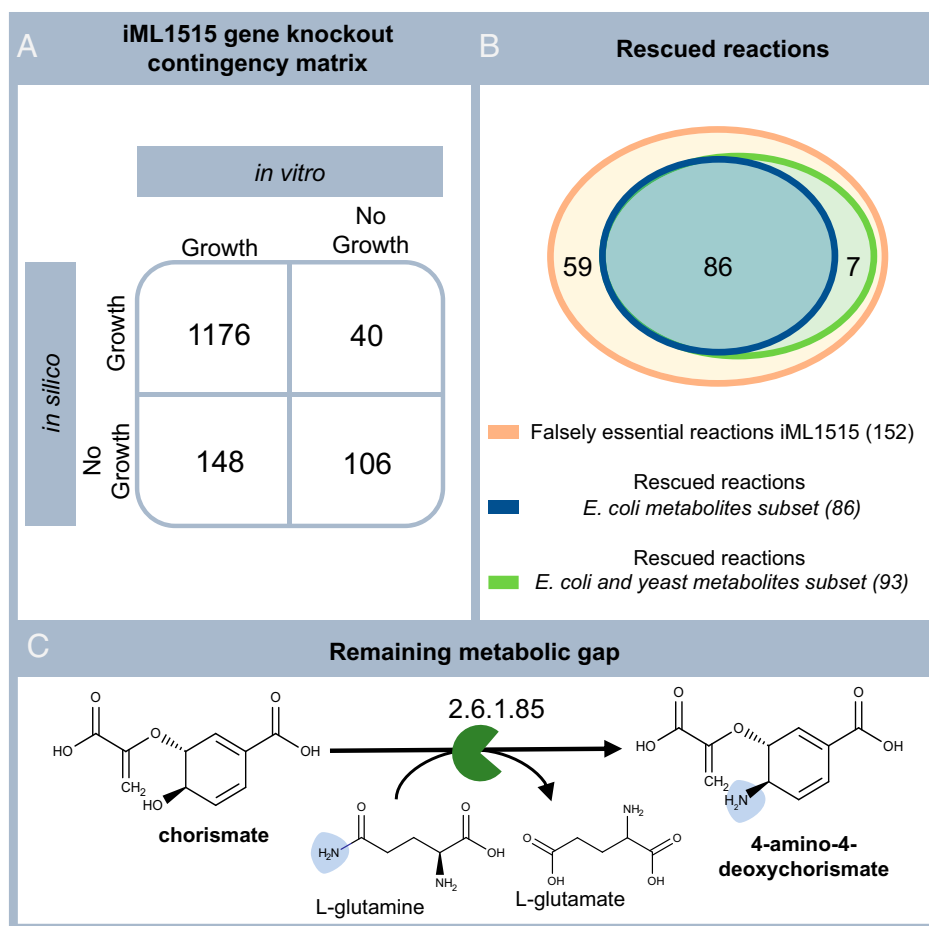 A
iML1515 gene knockout
contingency matrix
in vitro
Growth
No
Growth
in silico
Growth
No
Growth
1176
40
148
106
B
Rescued reactions
59
86
7
Falsely essential reactions iML1515 (152)
Rescued reactions
E. coli metabolites subset (86)
Rescued reactions
E. coli and yeast metabolites subset (93)
C
Remaining metabolic gap
O
HO
O
CH₂
HO
O
OH
chorismate
2.6.1.85
O
H₂N
O
OH
NH₂
L-glutamine
NH₂
O
OH
O
OH
L-glutamate
O
HO
O
CH₂
H₂N
O
OH
4-amino-4-
deoxychorismate